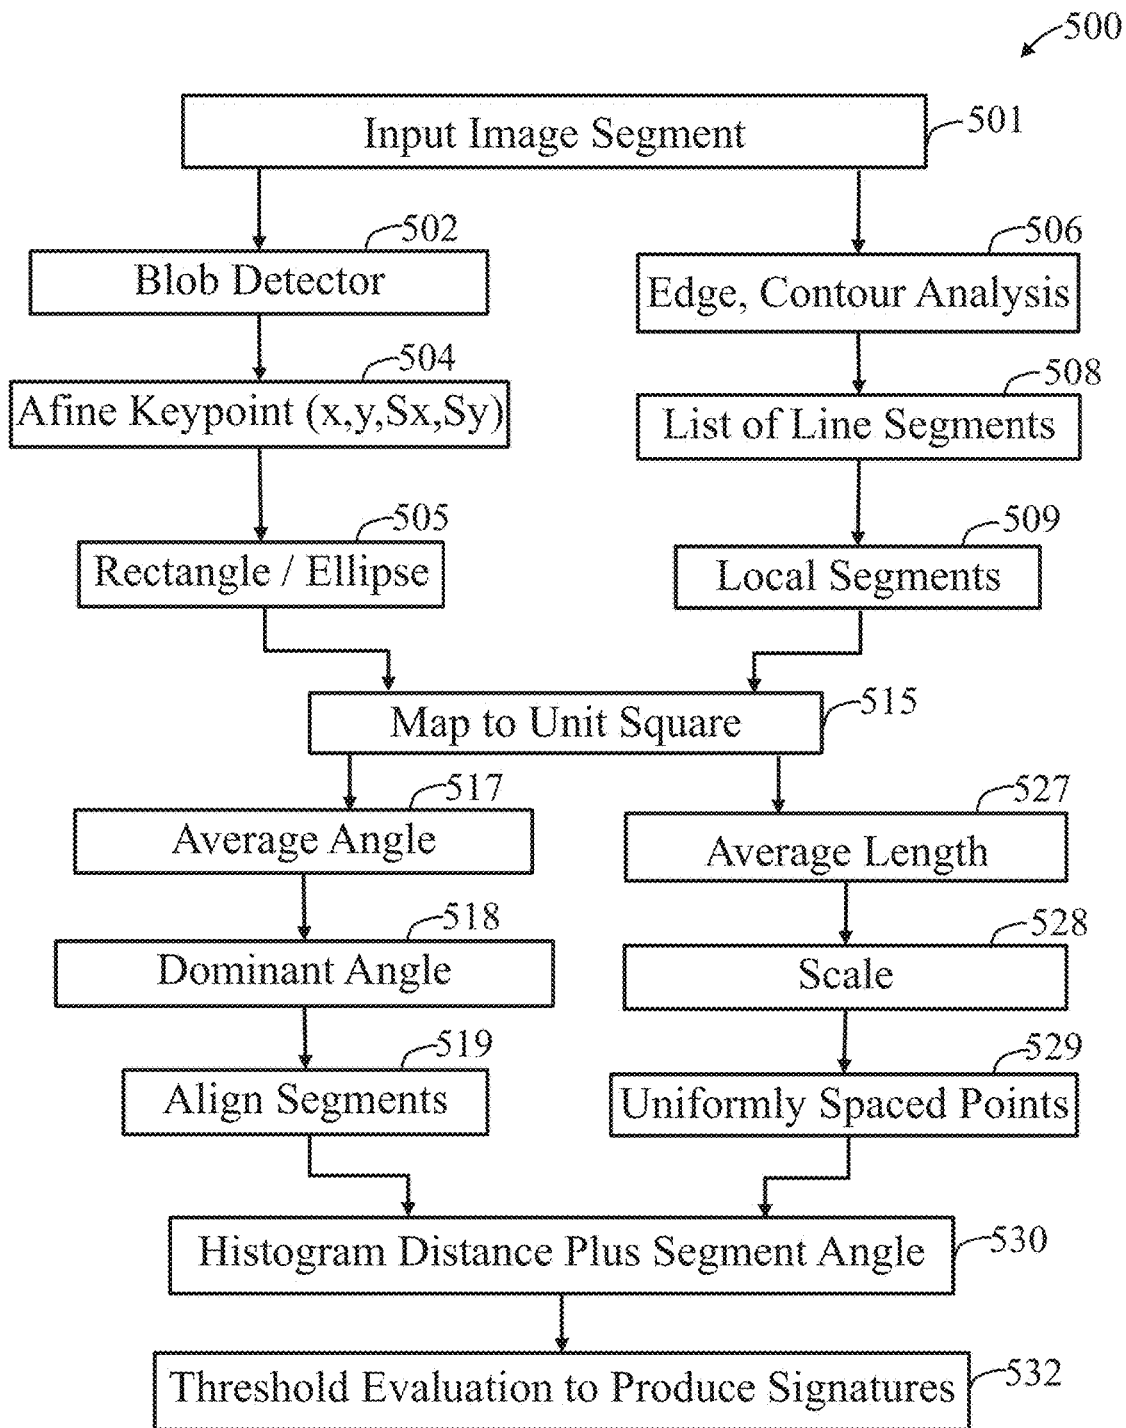 500
Input Image Segment
501
502
Blob Detector
506
Edge, Contour Analysis
504
Afine Keypoint (x,y,Sx,Sy)
508
List of Line Segments
505
Rectangle / Ellipse
509
Local Segments
Map to Unit Square
515
517
Average Angle
527
Average Length
518
Dominant Angle
528
Scale
519
Align Segments
529
Uniformly Spaced Points
Histogram Distance Plus Segment Angle
530
Threshold Evaluation to Produce Signatures
532